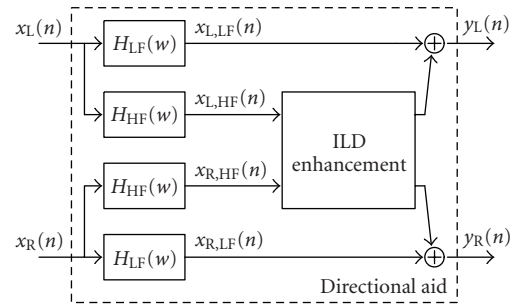 x_L(n) H_LF(w) x_L,LF(n) y_L(n)
H_HF(w) x_L,HF(n)
ILD
enhancement
H_HF(w) x_R,HF(n)
x_R(n) H_LF(w) x_R,LF(n) y_R(n)
Directional aid